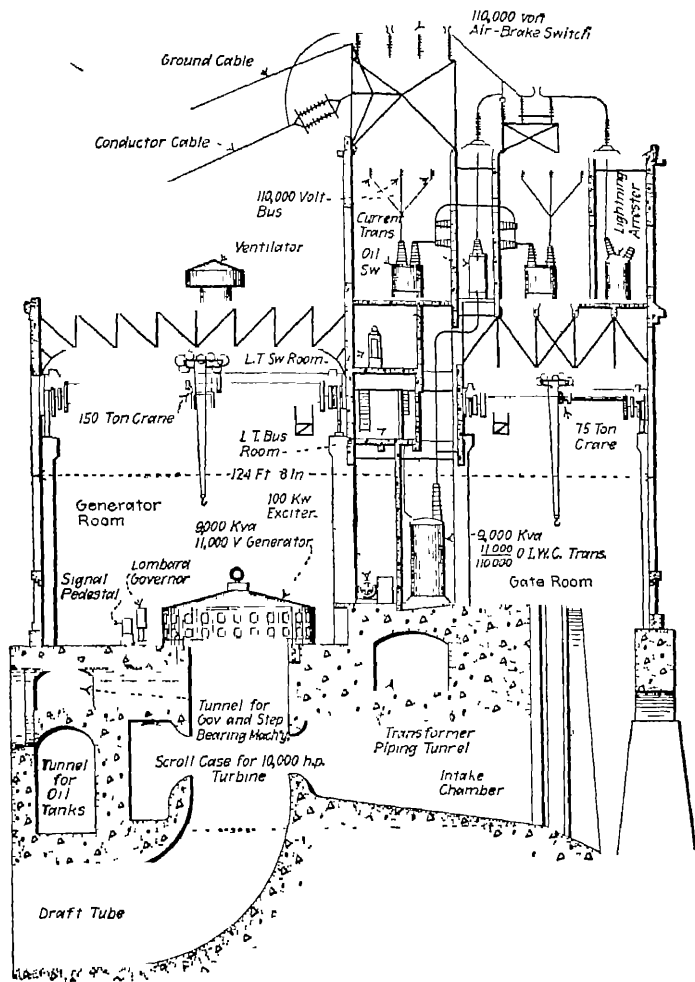 110,000 volt
Air-Brake Switch
Ground Cable
Conductor Cable
110,000 Volt
Bus
Current
Trans
Oil
Sw
Lightning
Arrester
Ventilator
L.T. Sw Room
150 Ton Crane
75 Ton
Crane
L.T. Bus
Room
124 Ft 8 In
Generator
Room
100 Kw
Exciter
9,000 Kva
11,000 V Generator
9,000 Kva
11,000
110,000 O.I.W.C. Trans.
Gate Room
Lombard
Governor
Signal
Pedestal
Tunnel for
Gov and Step
Bearing Mach'y.
Transformer
Piping Tunnel
Tunnel
for
Oil
Tanks
Scroll Case for 10,000 h.p.
Turbine
Intake
Chamber
Draft Tube